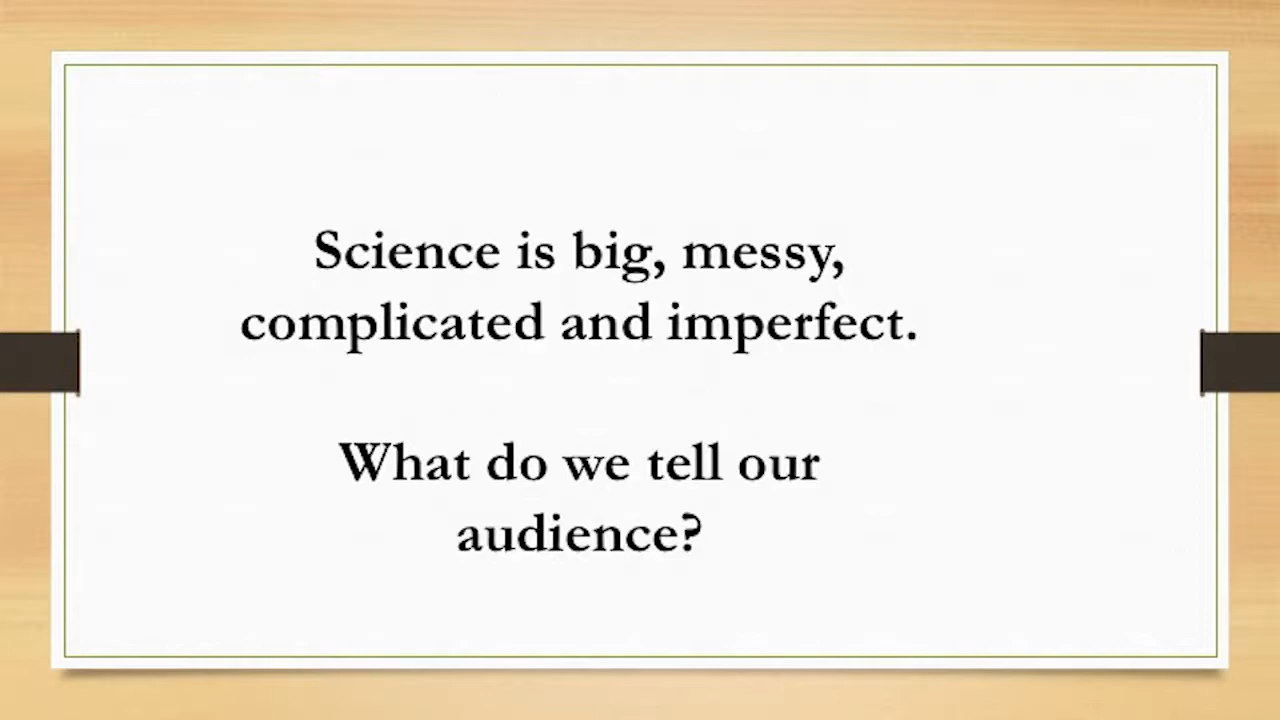 Science is big, messy,
complicated and imperfect.
What do we tell our
audience?